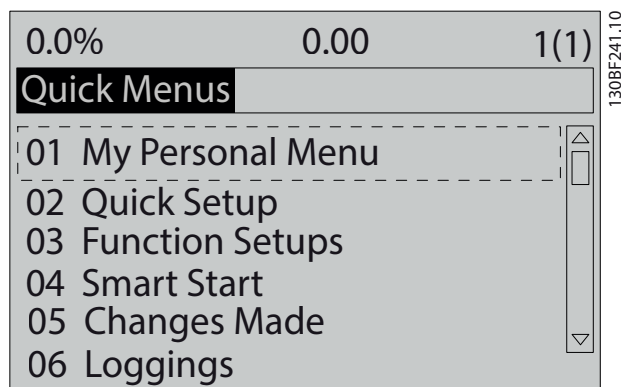 0.0% 0.00 1(1)
Quick Menus
01 My Personal Menu
02 Quick Setup
03 Function Setups
04 Smart Start
05 Changes Made
06 Loggings
130BF241.10